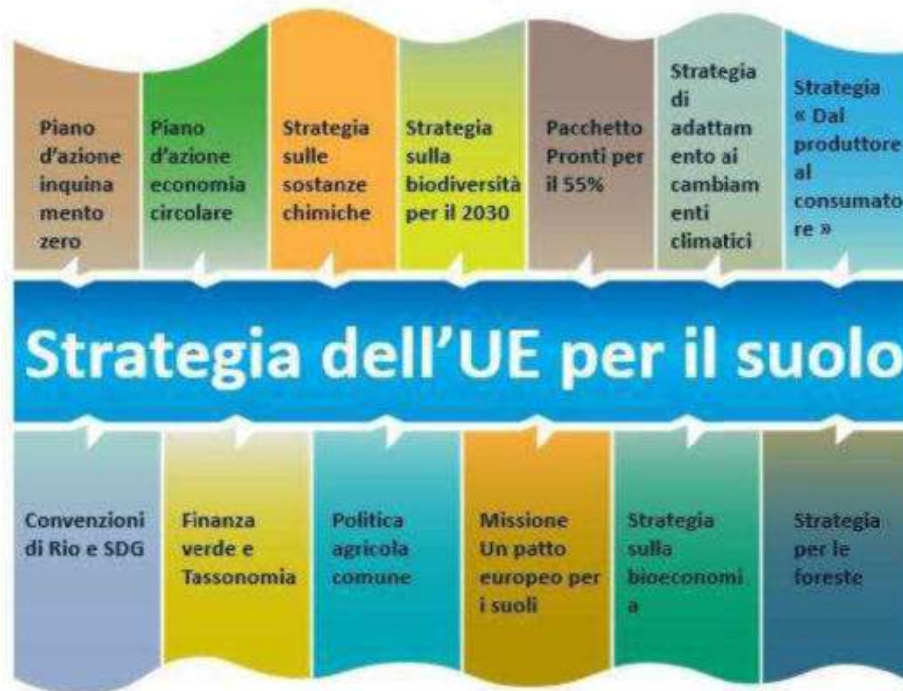 Piano
d'azione
inquina
mento
zero
Piano
d'azione
economia
circolare
Strategia
sulle
sostanze
chimiche
Strategia
sulla
biodiversità
per il 2030
Pacchetto
Pronti per
il 55%
Strategia
di
adattam
ento ai
cambiam
enti
climatici
Strategia
« Dal
produttore
al
consumato
re »
Strategia dell'UE per il suolo
Convenzioni
di Rio e SDG
Finanza
verde e
Tassonomia
Politica
agricola
comune
Missione
Un patto
europeo per
i suoli
Strategia
sulla
bioeconomi
a
Strategia
per le
foreste